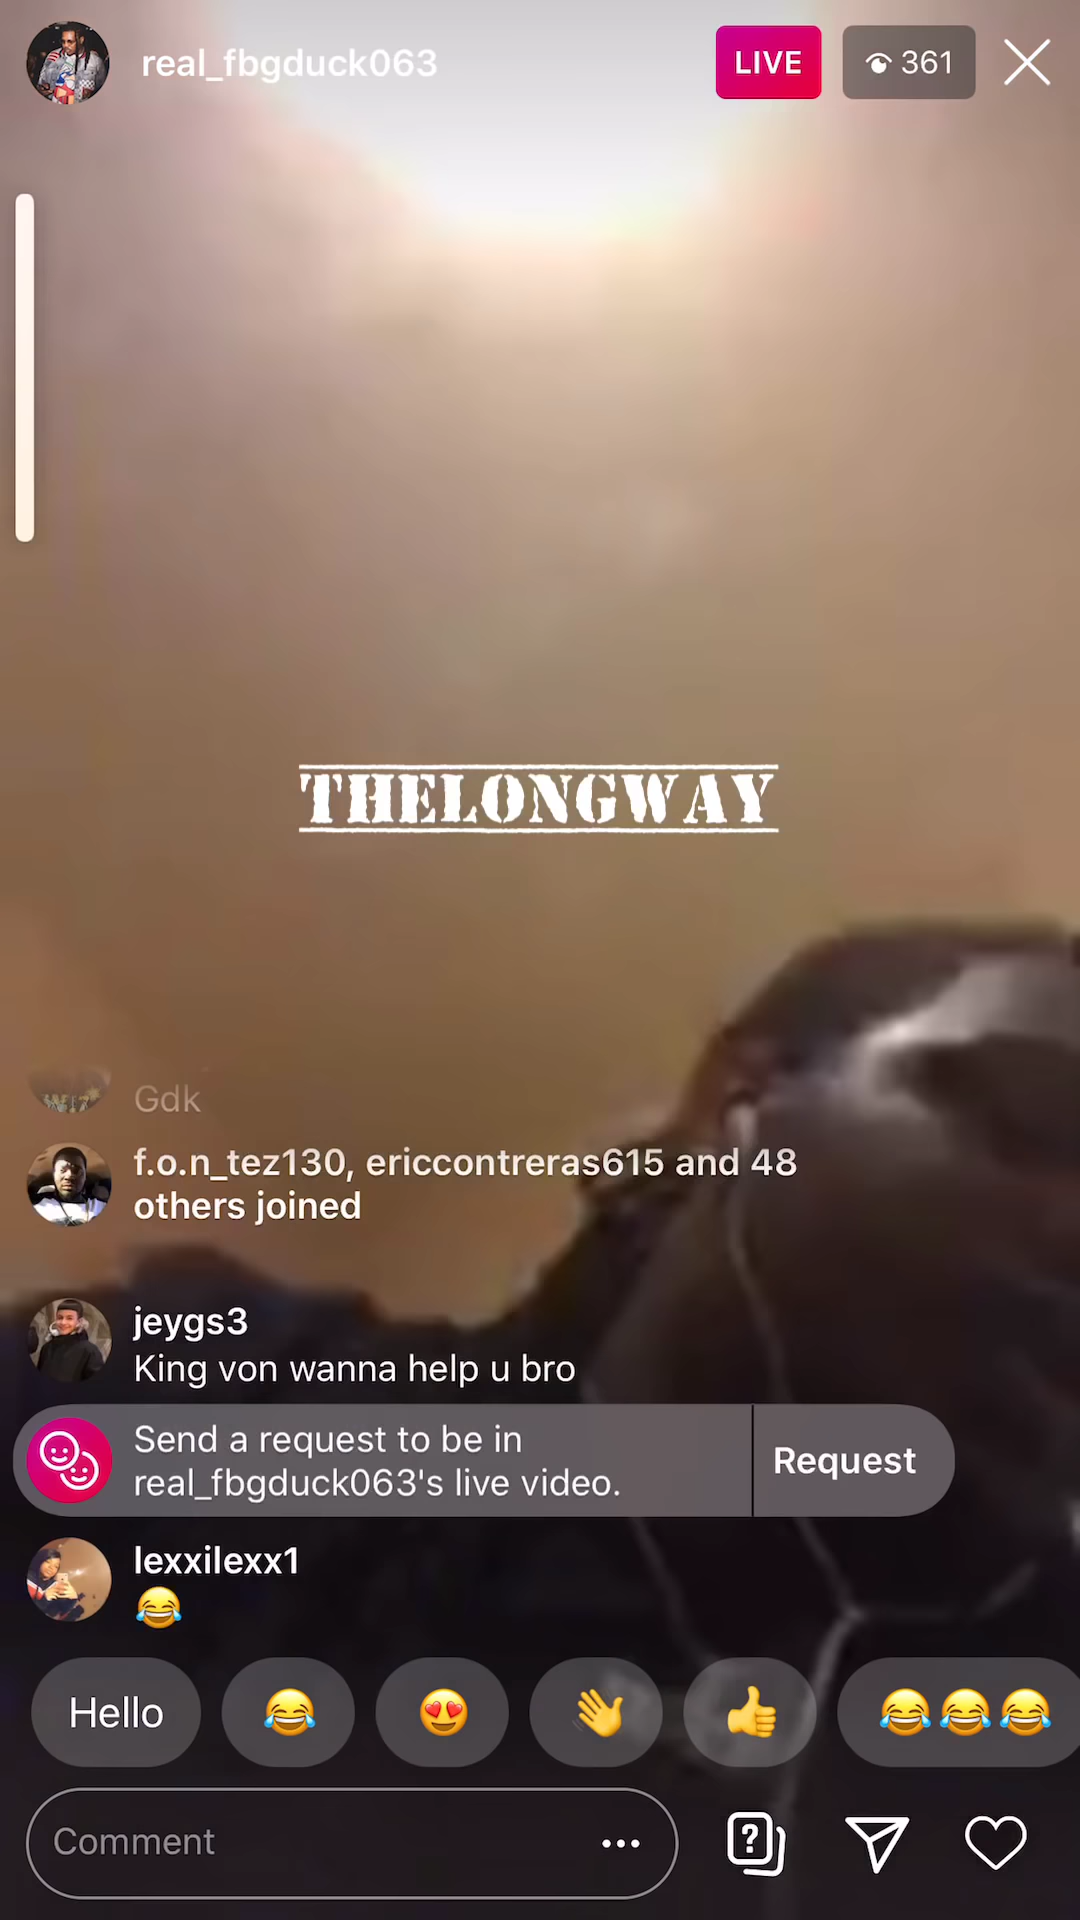 real_fbgduck063
LIVE
361
THELONGWAY
Gdk
f.o.n_tez130, ericcontreras615 and 48
others joined
jeygs3
King von wanna help u bro
Send a request to be in
real_fbgduck063's live video.
Request
lexxilexx1
😂
Hello 😂 😍 👋 👍 😂😂😂
Comment